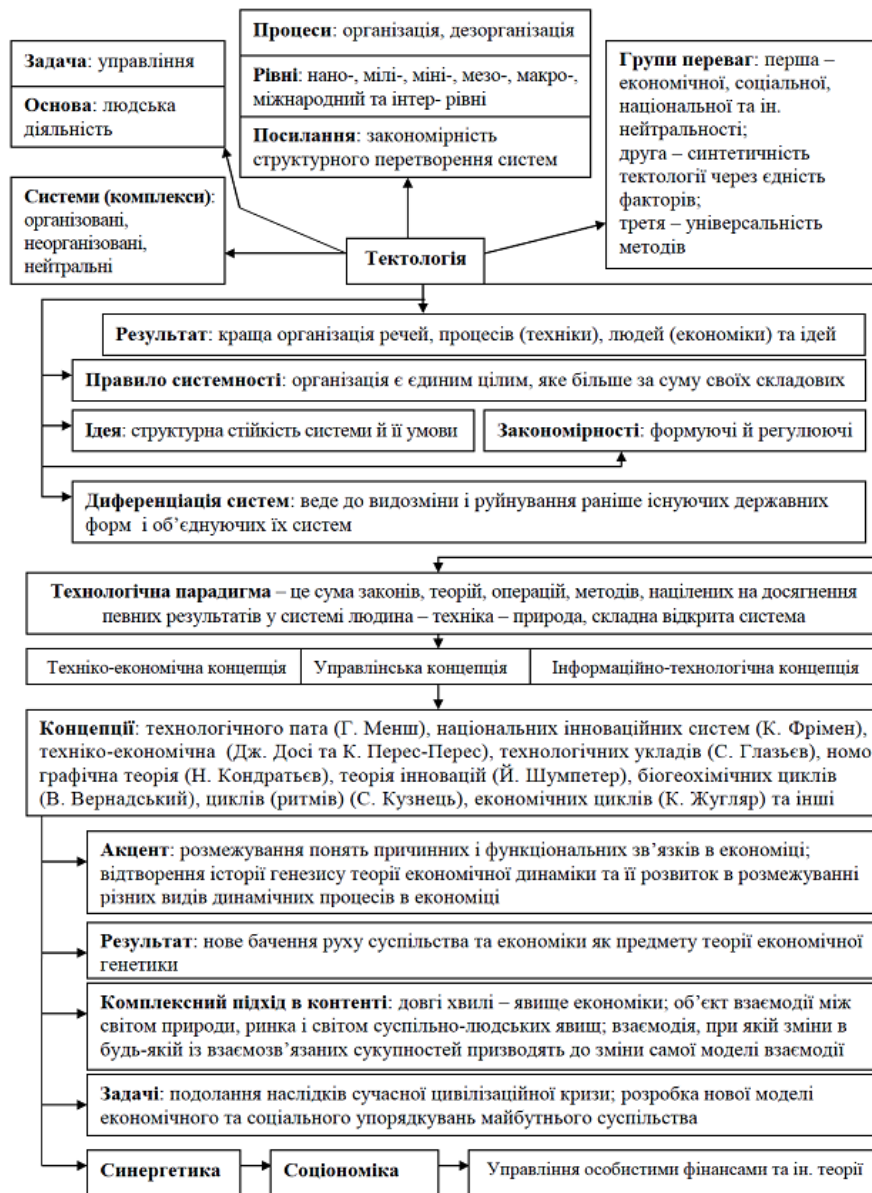 Процеси: організація, дезорганізація
Задача: управління
Рівні: нано-, мілі-, міні-, мезо-, макро-,
міжнародний та інтер- рівні
Основа: людська
діяльність
Посилання: закономірність
структурного перетворення систем
Групи переваг: перша –
економічної, соціальної,
національної та ін.
нейтральності;
друга – синтетичність
тектології через єдність
факторів;
третя – універсальність
методів
Системи (комплекси):
організовані,
неорганізовані,
нейтральні
Тектологія
Результат: краща організація речей, процесів (техніки), людей (економіки) та ідей
Правило системності: організація є єдиним цілим, яке більше за суму своїх складових
Ідея: структурна стійкість системи й її умови
Закономірності: формуючі й регулюючі
Диференціація систем: веде до видозміни і руйнування раніше існуючих державних
форм і об’єднуючих їх систем
Технологічна парадигма – це сума законів, теорій, операцій, методів, націлених на досягнення
певних результатів у системі людина – техніка – природа, складна відкрита система
Техніко-економічна концепція
Управлінська концепція
Інформаційно-технологічна концепція
Концепції: технологічного пата (Г. Менш), національних інноваційних систем (К. Фрімен),
техніко-економічна (Дж. Досі та К. Перес-Перес), технологічних укладів (С. Глазьєв), номо
графічна теорія (Н. Кондратьєв), теорія інновацій (Й. Шумпетер), біогеохімічних циклів
(В. Вернадський), циклів (ритмів) (С. Кузнець), економічних циклів (К. Жугляр) та інші
Акцент: розмежування понять причинних і функціональних зв’язків в економіці;
відтворення історії генезису теорії економічної динаміки та її розвиток в розмежуванні
різних видів динамічних процесів в економіці
Результат: нове бачення руху суспільства та економіки як предмету теорії економічної
генетики
Комплексний підхід в контенті: довгі хвилі – явище економіки; об’єкт взаємодії між
світом природи, ринка і світом суспільно-людських явищ; взаємодія, при якій зміни в
будь-якій із взаємозв’язаних сукупностей призводять до зміни самої моделі взаємодії
Задачі: подолання наслідків сучасної цивілізаційної кризи; розробка нової моделі
економічного та соціального упорядкувань майбутнього суспільства
Синергетика
Соціономіка
Управління особистими фінансами та ін. теорії